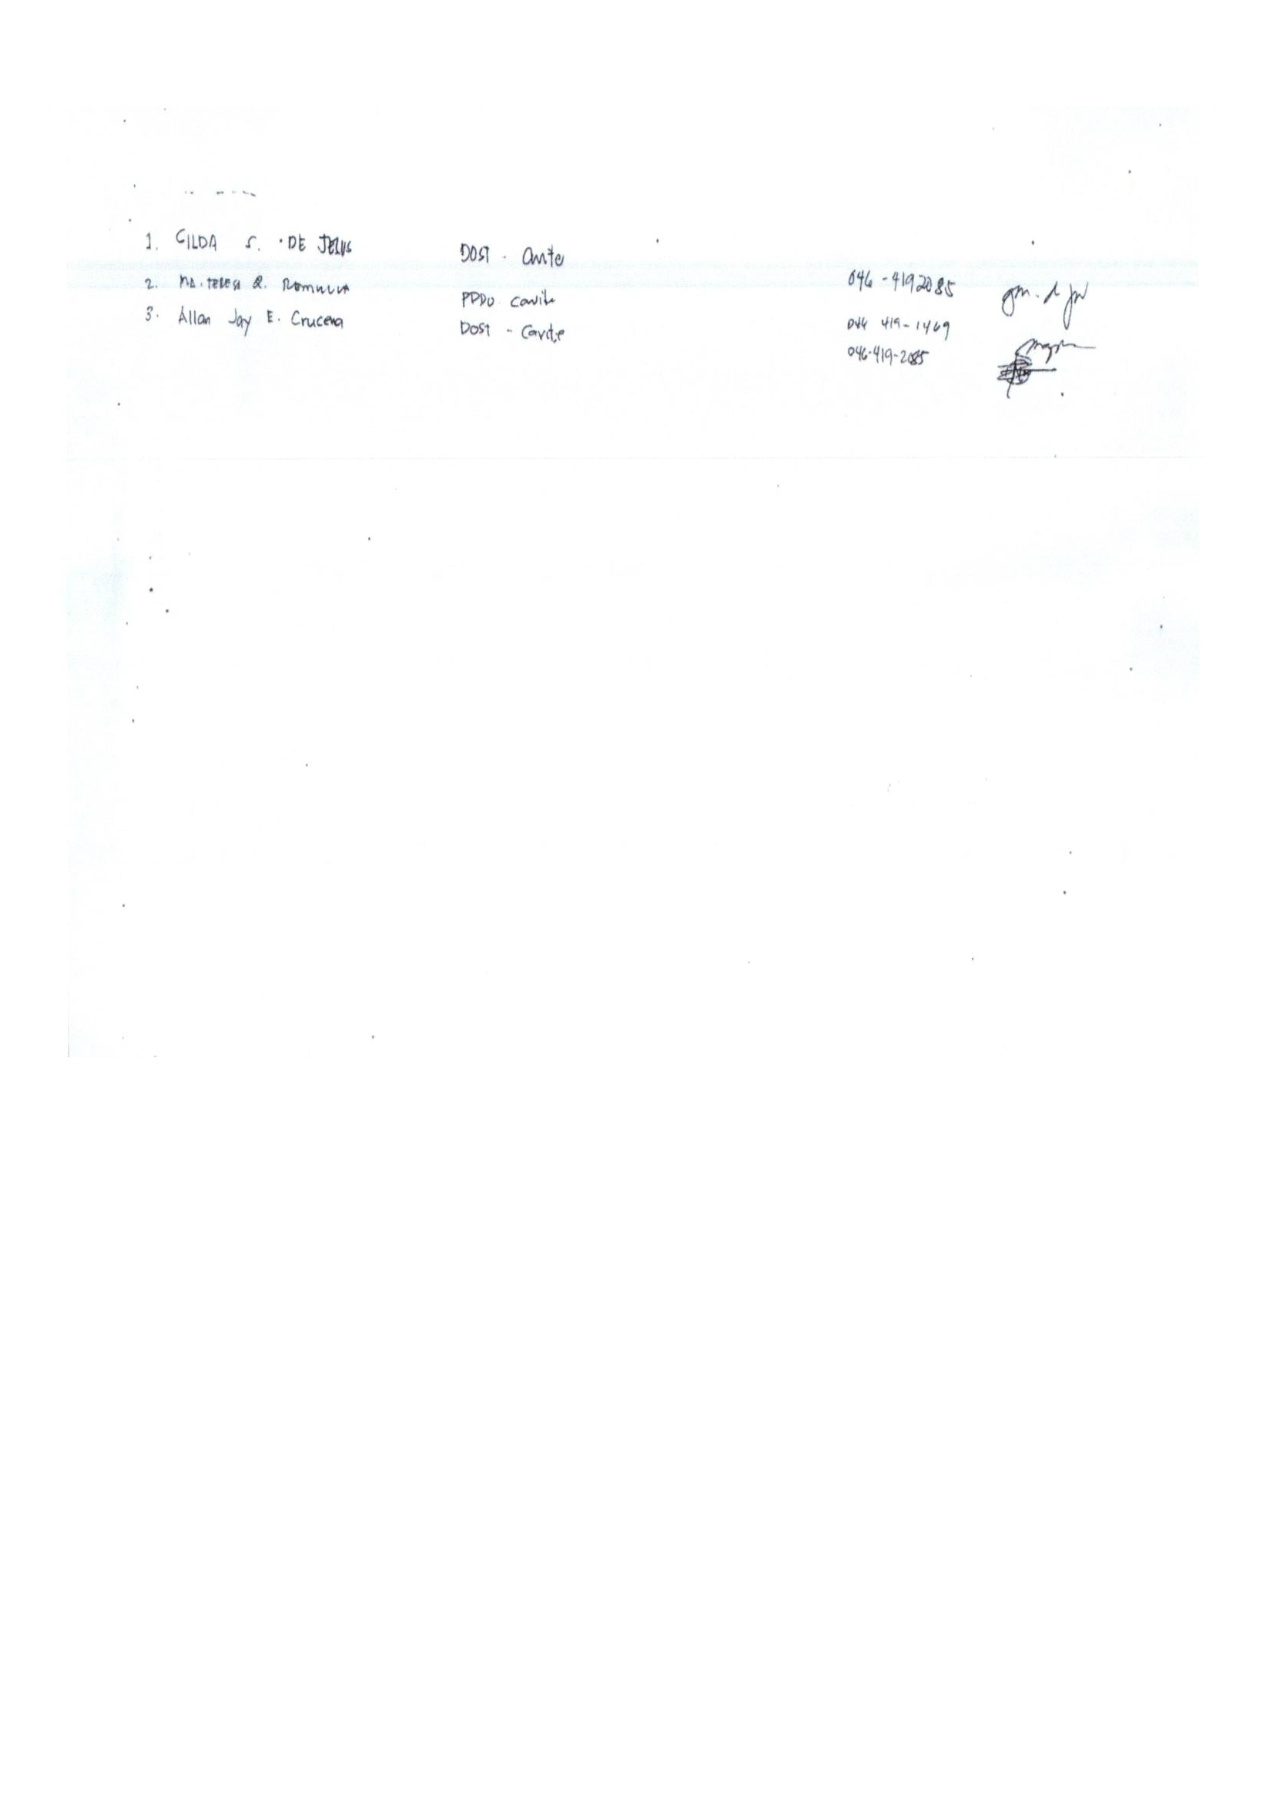 1. GILDA S. DE JESUS DOST - Cavite 046 - 4192085
2. MA. TERESA R. ROMULLA PPDO Cavite 046 419-1469
3. Allan Jay E. Crucena DOST - Cavite 046-419-2085